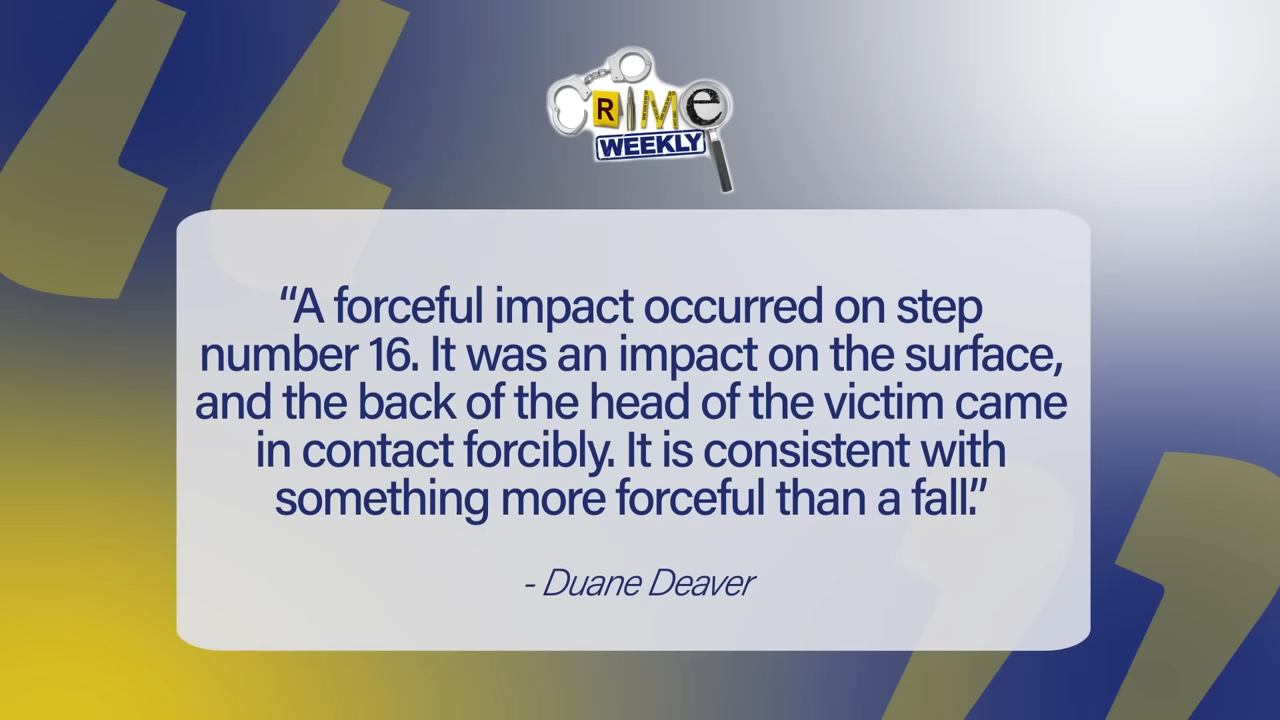 CRIMe
WEEKLY
“A forceful impact occurred on step
number 16. It was an impact on the surface,
and the back of the head of the victim came
in contact forcibly. It is consistent with
something more forceful than a fall.”
- Duane Deaver